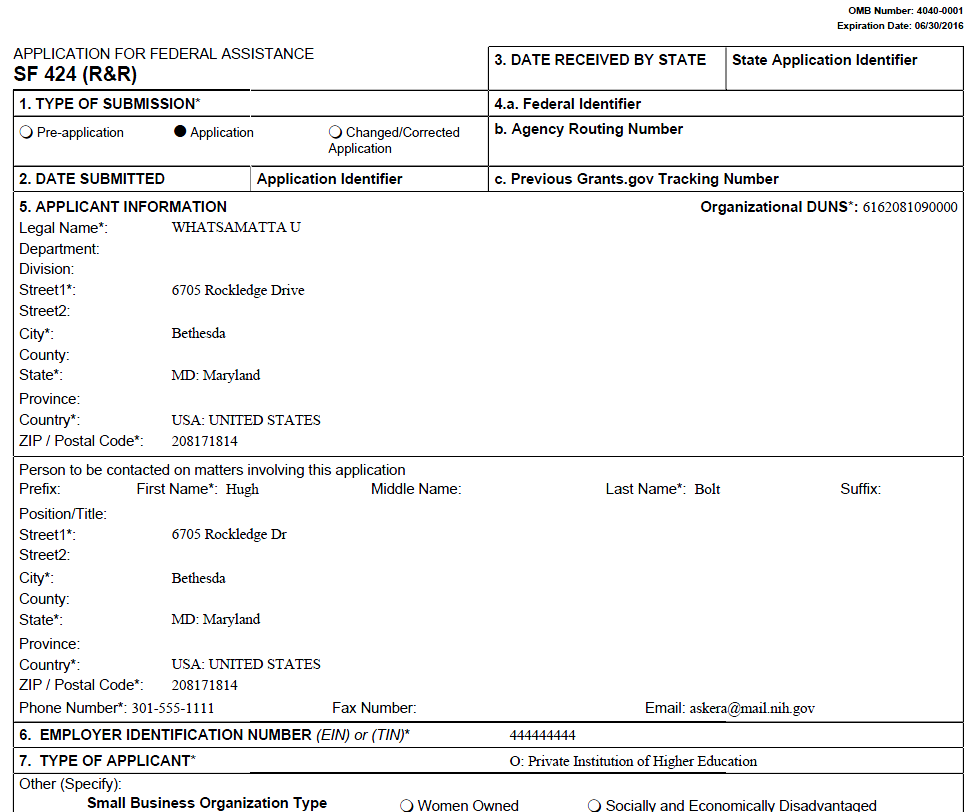 OMB Number: 4040-0001
Expiration Date: 06/30/2016
APPLICATION FOR FEDERAL ASSISTANCE
SF 424 (R&R)
3. DATE RECEIVED BY STATE
State Application Identifier
1. TYPE OF SUBMISSION*
4.a. Federal Identifier
Pre-application
Application
Changed/Corrected
Application
b. Agency Routing Number
2. DATE SUBMITTED
Application Identifier
c. Previous Grants.gov Tracking Number
5. APPLICANT INFORMATION
Organizational DUNS*: 6162081090000
Legal Name*: WHATSAMATTA U
Department:
Division:
Street1*: 6705 Rockledge Drive
Street2:
City*: Bethesda
County:
State*: MD: Maryland
Province:
Country*: USA: UNITED STATES
ZIP / Postal Code*: 208171814
Person to be contacted on matters involving this application
Prefix: First Name*: Hugh Middle Name: Last Name*: Bolt Suffix:
Position/Title:
Street1*: 6705 Rockledge Dr
Street2:
City*: Bethesda
County:
State*: MD: Maryland
Province:
Country*: USA: UNITED STATES
ZIP / Postal Code*: 208171814
Phone Number*: 301-555-1111 Fax Number: Email: askera@mail.nih.gov
6. EMPLOYER IDENTIFICATION NUMBER (EIN) or (TIN)* 444444444
7. TYPE OF APPLICANT* O: Private Institution of Higher Education
Other (Specify):
Small Business Organization Type Women Owned Socially and Economically Disadvantaged